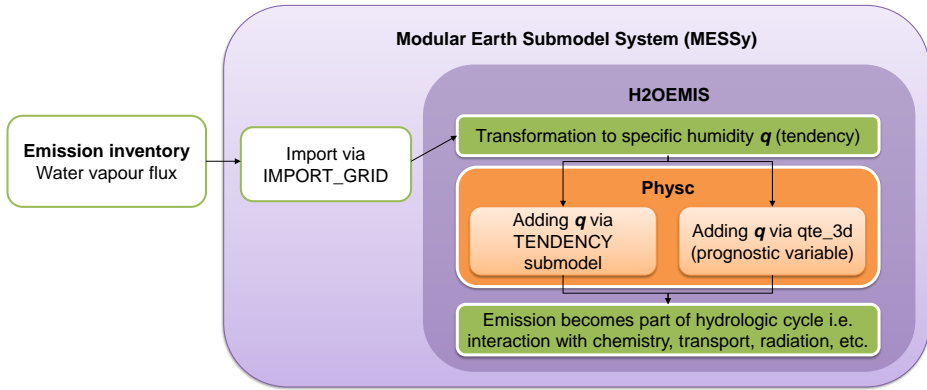 Modular Earth Submodel System (MESSy)
H2OEMIS
Emission inventory
Water vapour flux
Import via
IMPORT_GRID
Transformation to specific humidity q (tendency)
Physc
Adding q via
TENDENCY
submodel
Adding q via qte_3d
(prognostic variable)
Emission becomes part of hydrologic cycle i.e.
interaction with chemistry, transport, radiation, etc.